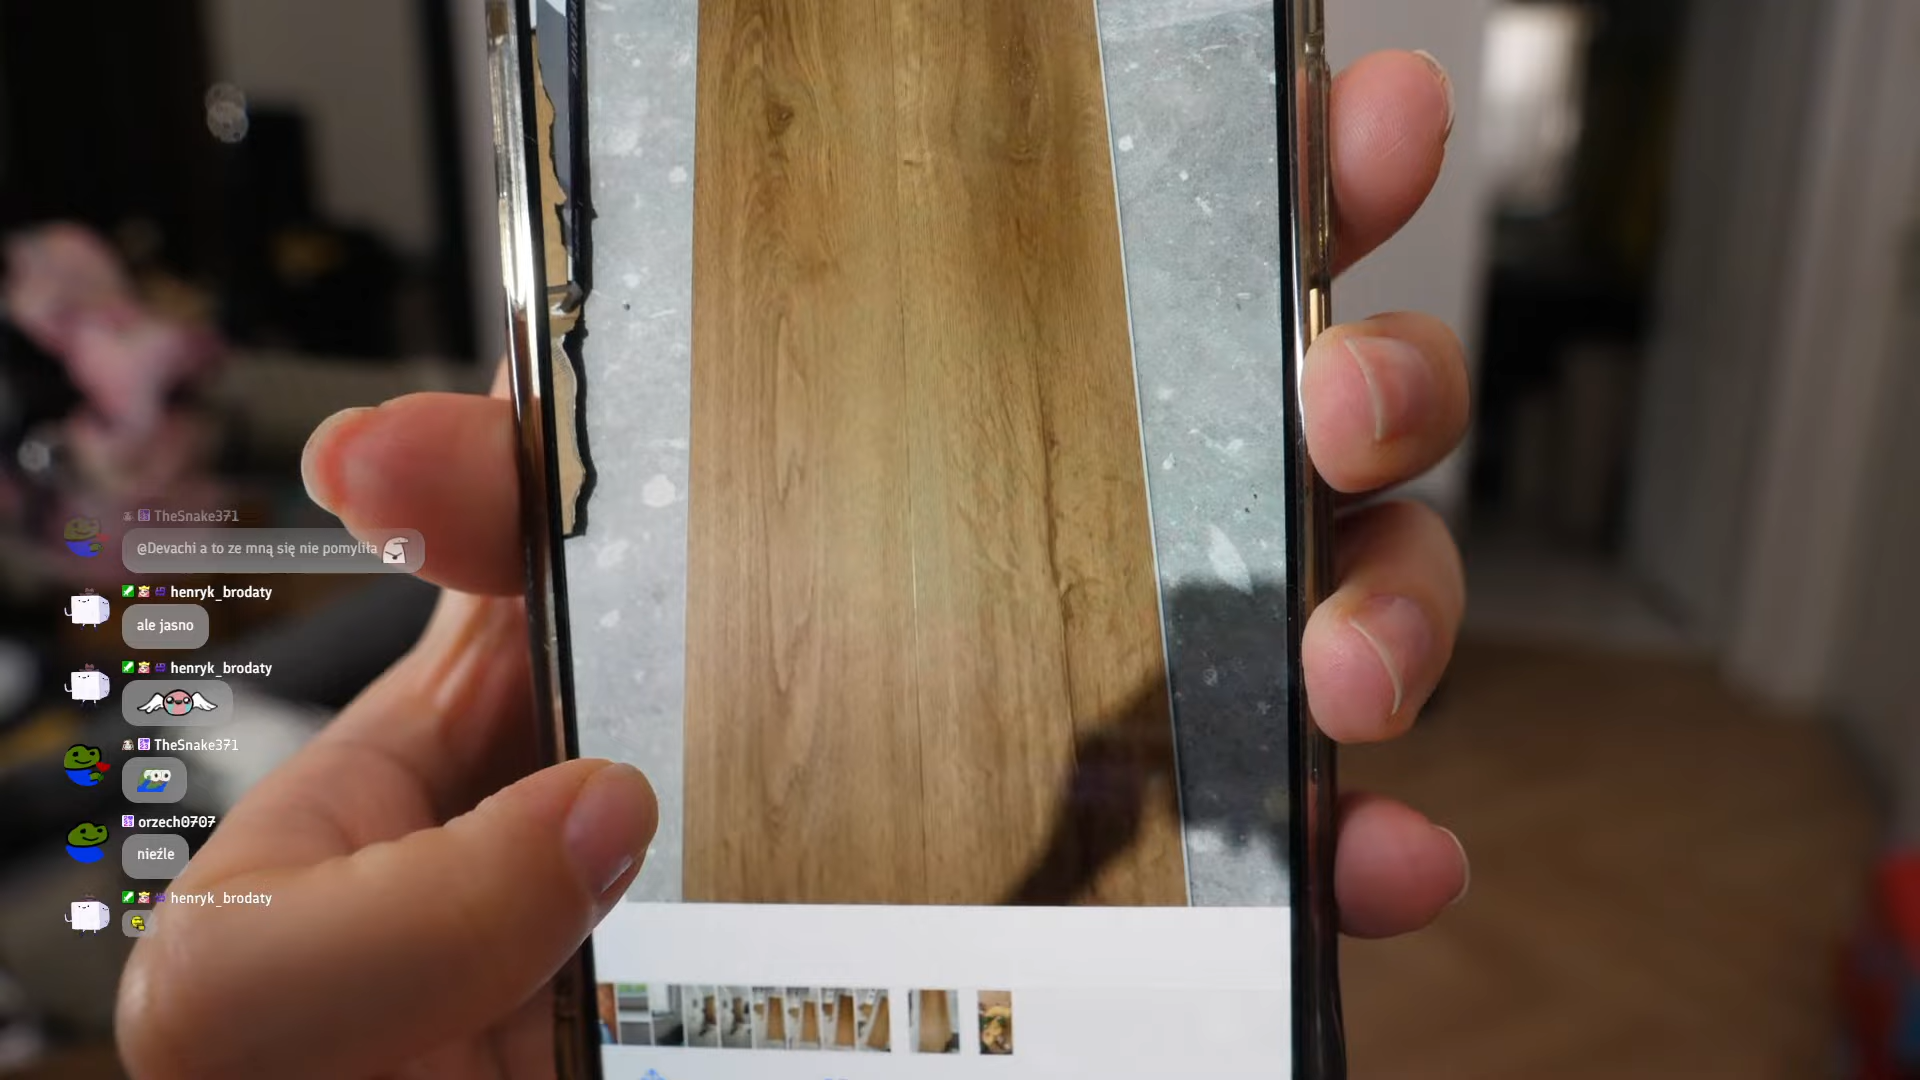 TheSnake371
@Devachi a to ze mną się nie pomyliła
henryk_brodaty
ale jasno
henryk_brodaty
TheSnake371
orzech0707
nieźle
henryk_brodaty